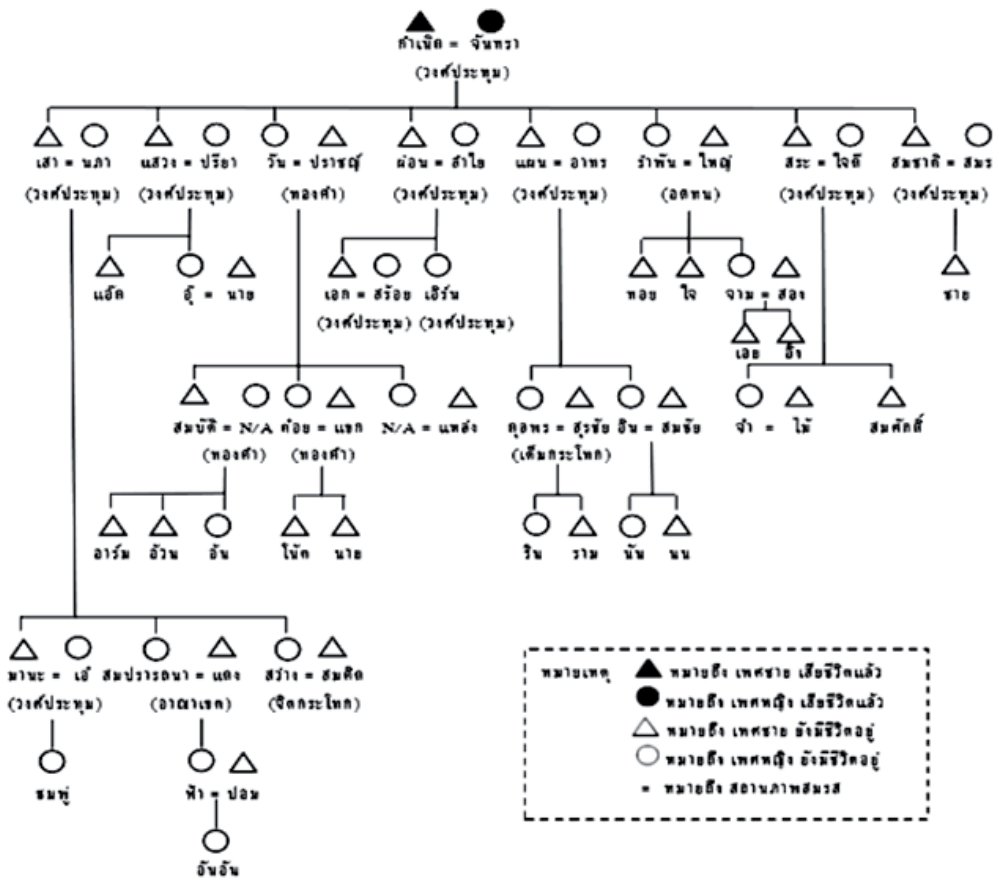 กำเนิด = จันทรา
(วงศ์ประทุม)
เสา = นภา แสวง = ปรียา วัน = ปราชญ์ ผ่อน = ลำไย แผน = อาทร รำพัน = ใหญ่ สระ = ใจดี สมชาติ = สมร
(วงศ์ประทุม) (วงศ์ประทุม) (ทองคำ) (วงศ์ประทุม) (วงศ์ประทุม) (อดทน) (วงศ์ประทุม) (วงศ์ประทุม)
แอ๊ด อุ๊ = นาย เอก = สร้อย เอิร์น ทอย ใจ จาม = สอง ชาย
(วงศ์ประทุม) (วงศ์ประทุม)
เอย อิง
สมบัติ = N/A ต๋อย = แขก N/A = แหล่ง ดุลพร = สุรชัย อิน = สมชัย จ๋า = ไม้ สมศักดิ์
(ทองคำ) (ทองคำ) (เต็มกระโทก)
อาร์ม อ้วน อัน โน้ต นาย ริน ราม นัน นน
มานะ = เอ๋ สมปรารถนา = แดง สว่าง = สมคิด
(วงศ์ประทุม) (อาณาเขต) (จิตกระโทก)
ชมพู่ ฟ้า = ปอม
อันอัน
หมายเหตุ
หมายถึง เพศชาย เสียชีวิตแล้ว
หมายถึง เพศหญิง เสียชีวิตแล้ว
หมายถึง เพศชาย ยังมีชีวิตอยู่
หมายถึง เพศหญิง ยังมีชีวิตอยู่
= หมายถึง สถานภาพสมรส